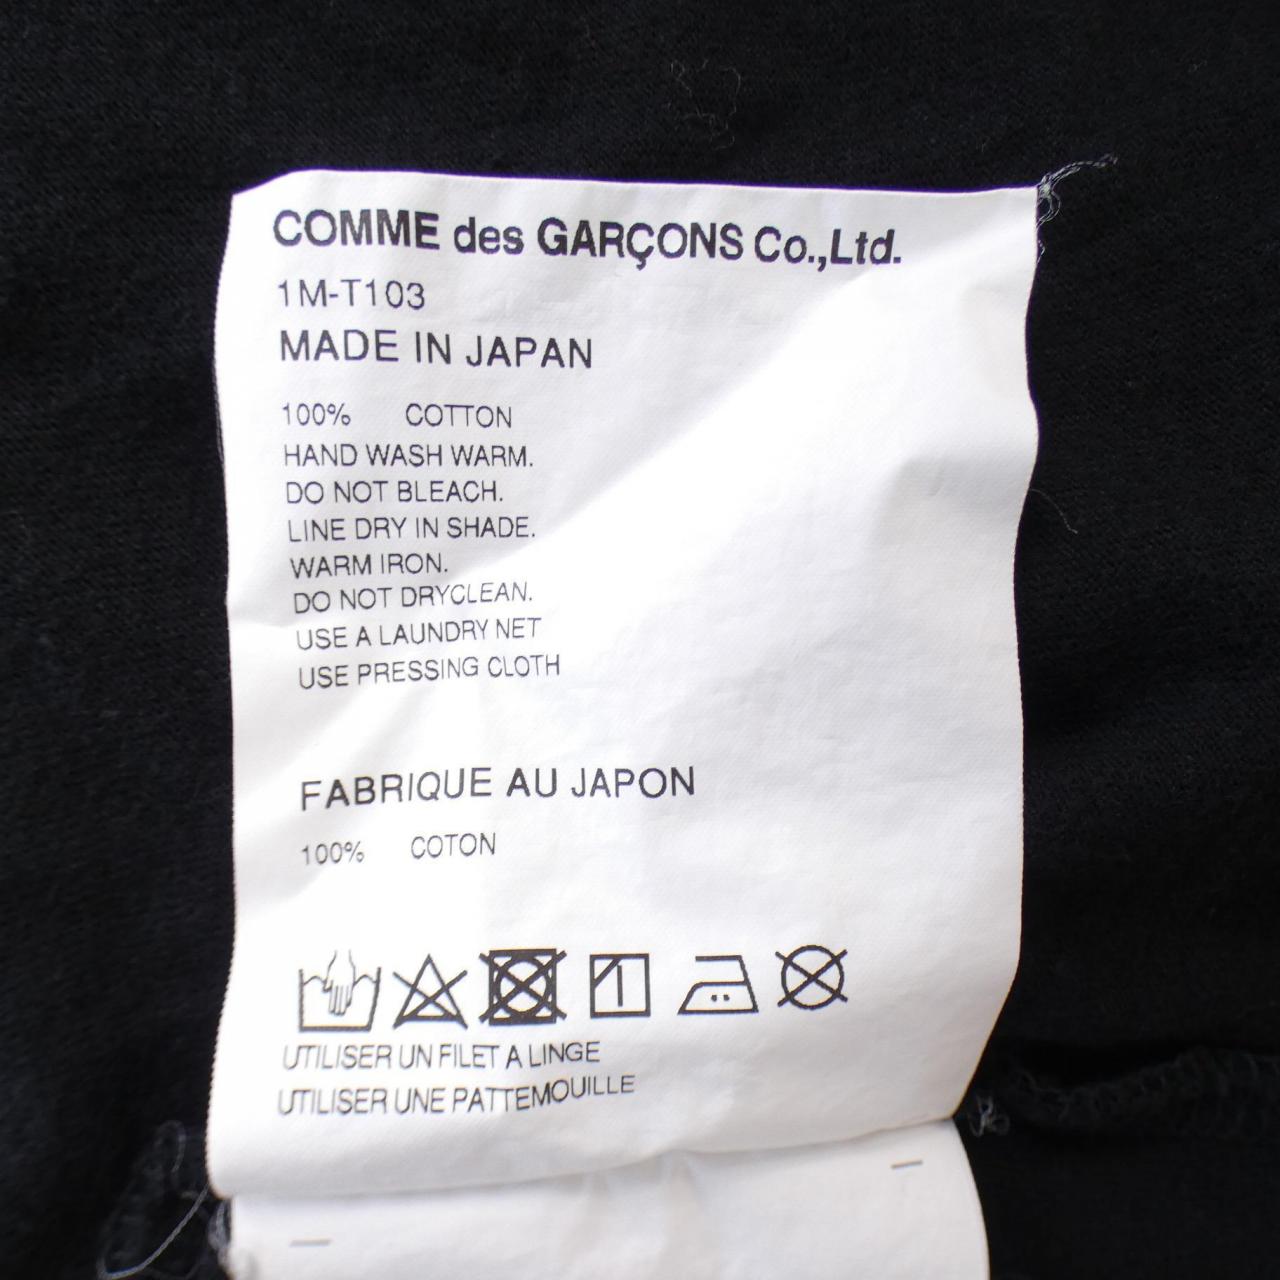 COMME des GARÇONS Co.,Ltd.
1M-T103
MADE IN JAPAN
100% COTTON
HAND WASH WARM.
DO NOT BLEACH.
LINE DRY IN SHADE.
WARM IRON.
DO NOT DRYCLEAN.
USE A LAUNDRY NET
USE PRESSING CLOTH
FABRIQUE AU JAPON
100% COTON
UTILISER UN FILET A LINGE
UTILISER UNE PATTEMOUILLE